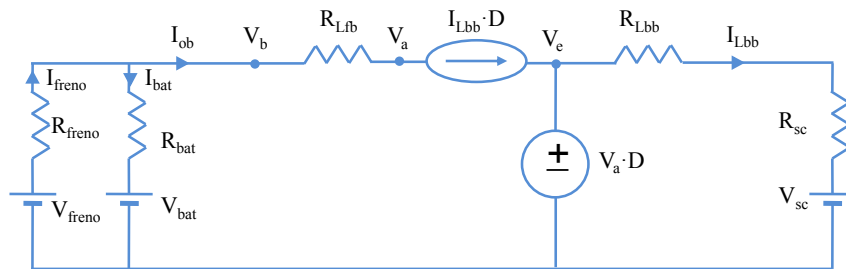 R_Lfb
I_Lbb·D
R_Lbb
I_ob
V_b
V_a
V_e
I_Lbb
I_freno
I_bat
R_freno
R_bat
R_sc
±
V_a·D
V_freno
V_bat
V_sc